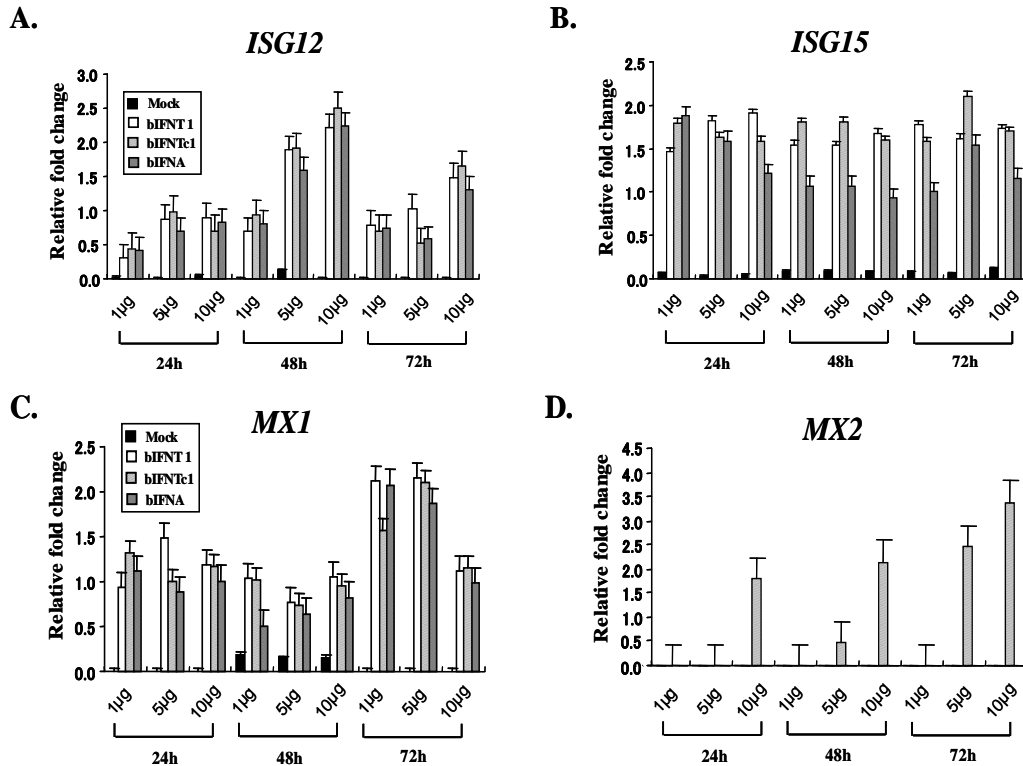 A.
ISG12
Relative fold change
3.0
2.5
2.0
1.5
1.0
0.5
0.0
Mock
bIFNT 1
bIFNTc1
bIFNA
1µg
5µg
10µg
1µg
5µg
10µg
1µg
5µg
10µg
24h
48h
72h
B.
ISG15
Relative fold change
2.5
2.0
1.5
1.0
0.5
0.0
1µg
5µg
10µg
1µg
5µg
10µg
1µg
5µg
10µg
24h
48h
72h
C.
MX1
Relative fold change
2.5
2.0
1.5
1.0
0.5
0.0
Mock
bIFNT 1
bIFNTc1
bIFNA
1µg
5µg
10µg
1µg
5µg
10µg
1µg
5µg
10µg
24h
48h
72h
D.
MX2
Relative fold change
4.5
4.0
3.5
3.0
2.5
2.0
1.5
1.0
0.5
0.0
1µg
5µg
10µg
1µg
5µg
10µg
1µg
5µg
10µg
24h
48h
72h